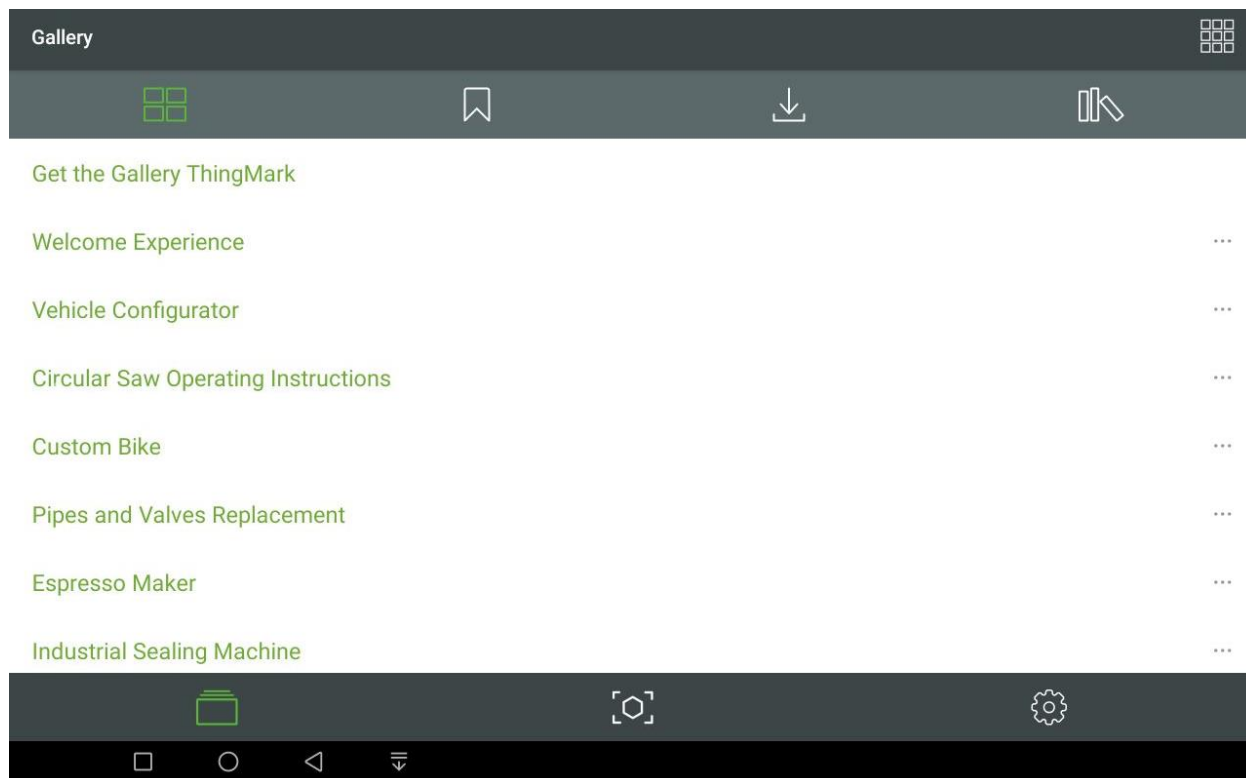 Gallery
Get the Gallery ThingMark
Welcome Experience
Vehicle Configurator
Circular Saw Operating Instructions
Custom Bike
Pipes and Valves Replacement
Espresso Maker
Industrial Sealing Machine